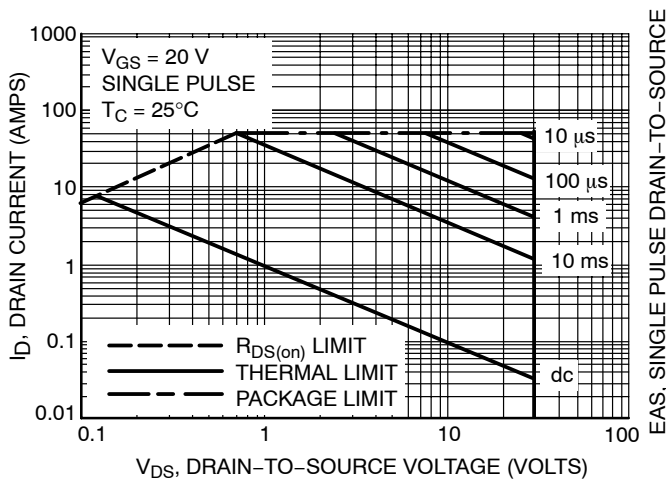 1000
100
10
1
0.1
0.01
I_D, DRAIN CURRENT (AMPS)
V_GS = 20 V
SINGLE PULSE
T_C = 25°C
10 μs
100 μs
1 ms
10 ms
dc
R_DS(on) LIMIT
THERMAL LIMIT
PACKAGE LIMIT
0.1
1
10
100
V_DS, DRAIN−TO−SOURCE VOLTAGE (VOLTS)
EAS, SINGLE PULSE DRAIN−TO−SOURCE